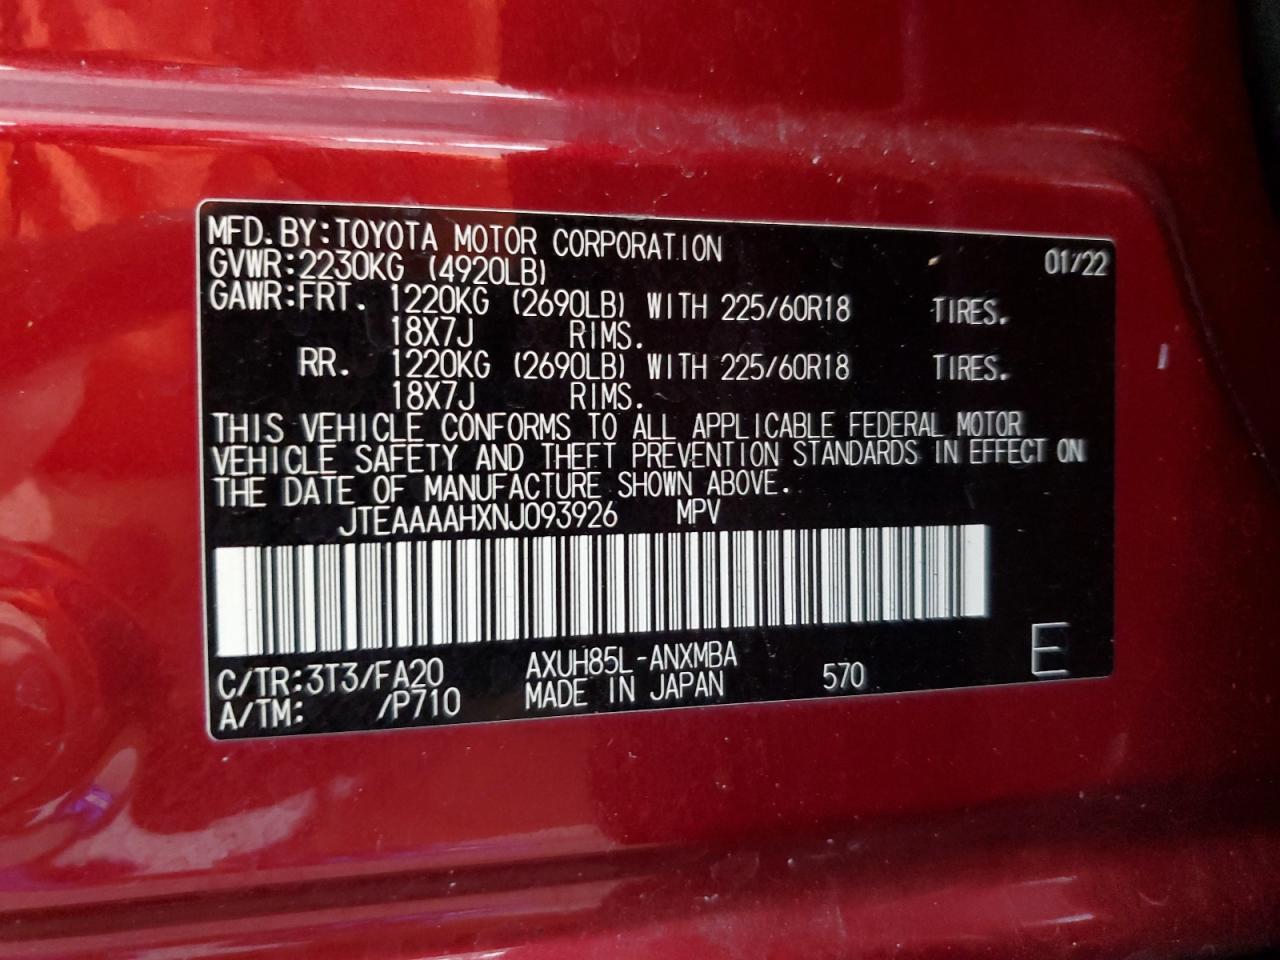 MFD. BY:TOYOTA MOTOR CORPORATION 01/22
GVWR:2230KG (4920LB)
GAWR:FRT. 1220KG (2690LB) WITH 225/60R18 TIRES.
18X7J RIMS.
RR. 1220KG (2690LB) WITH 225/60R18 TIRES.
18X7J RIMS.
THIS VEHICLE CONFORMS TO ALL APPLICABLE FEDERAL MOTOR
VEHICLE SAFETY AND THEFT PREVENTION STANDARDS IN EFFECT ON
THE DATE OF MANUFACTURE SHOWN ABOVE.
JTEAAAAHXNJ093926 MPV
C/TR:3T3/FA20 AXUH85L-ANXMBA 570 E
A/TM: /P710 MADE IN JAPAN